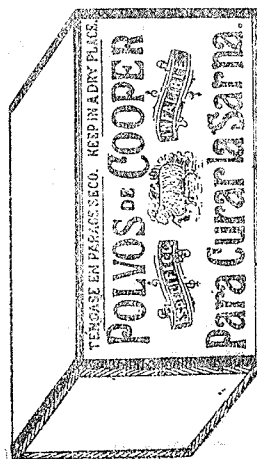 TENGASE EN PARAGE SECO. KEEP IN A DRY PLACE.
POLVOS DE COOPER
Para Curar la Sarna.